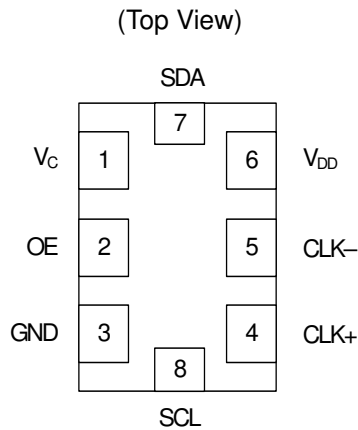 (Top View)
SDA
7
VC 1 6 VDD
OE 2 5 CLK–
GND 3 4 CLK+
8
SCL